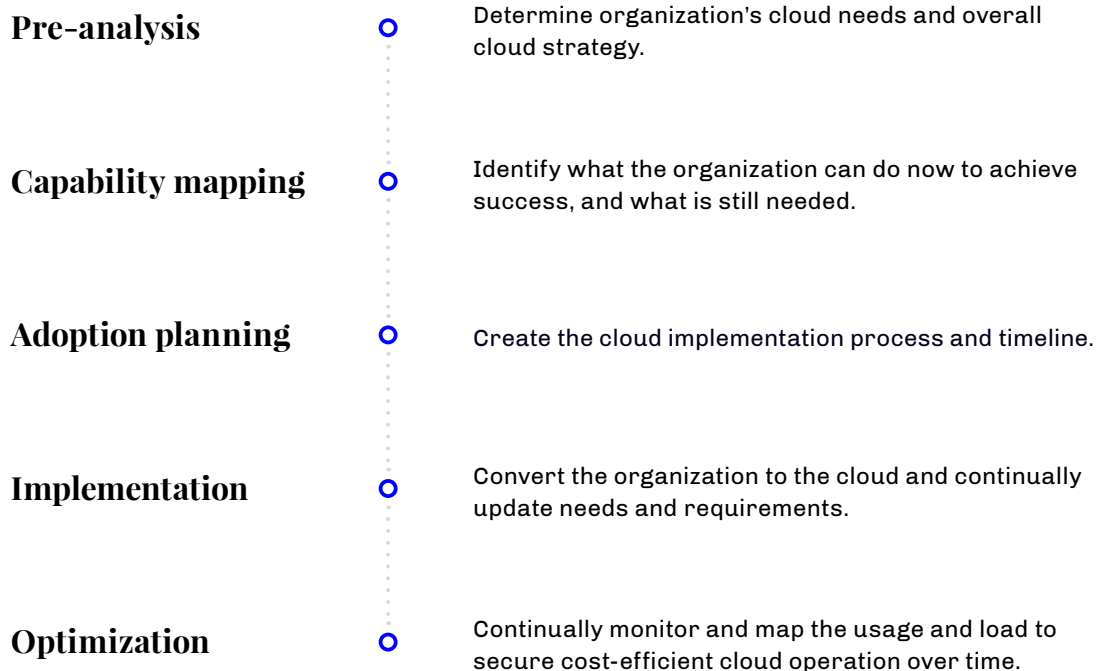 Pre-analysis
Determine organization's cloud needs and overall
cloud strategy.
Capability mapping
Identify what the organization can do now to achieve
success, and what is still needed.
Adoption planning
Create the cloud implementation process and timeline.
Implementation
Convert the organization to the cloud and continually
update needs and requirements.
Optimization
Continually monitor and map the usage and load to
secure cost-efficient cloud operation over time.